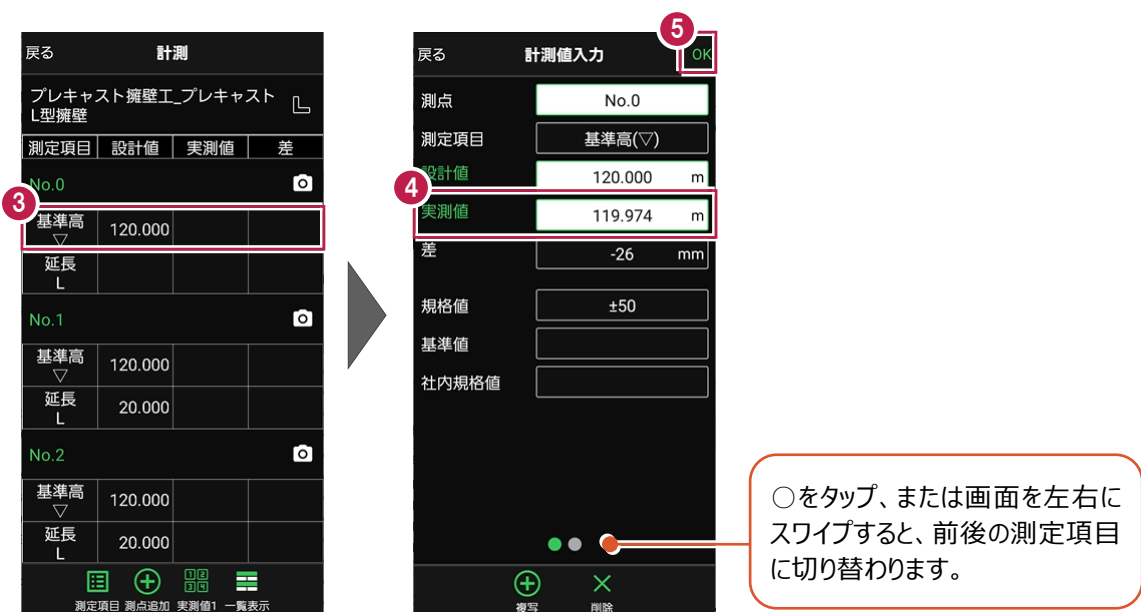 戻る
計測
プレキャスト擁壁工_プレキャスト
L型擁壁
測定項目 設計値 実測値 差
No.0
3
基準高
▽
120.000
延長
L
No.1
基準高
▽
120.000
延長
L
20.000
No.2
基準高
▽
120.000
延長
L
20.000
1 2
3 4
測定項目 測点追加 実測値1 一覧表示
5
戻る
計測値入力
OK
測点 No.0
測定項目 基準高(▽)
設計値 120.000 m
4
実測値 119.974 m
差 -26 mm
規格値 ±50
基準値
社内規格値
複写 削除
○をタップ、または画面を左右に
スワイプすると、前後の測定項目
に切り替わります。